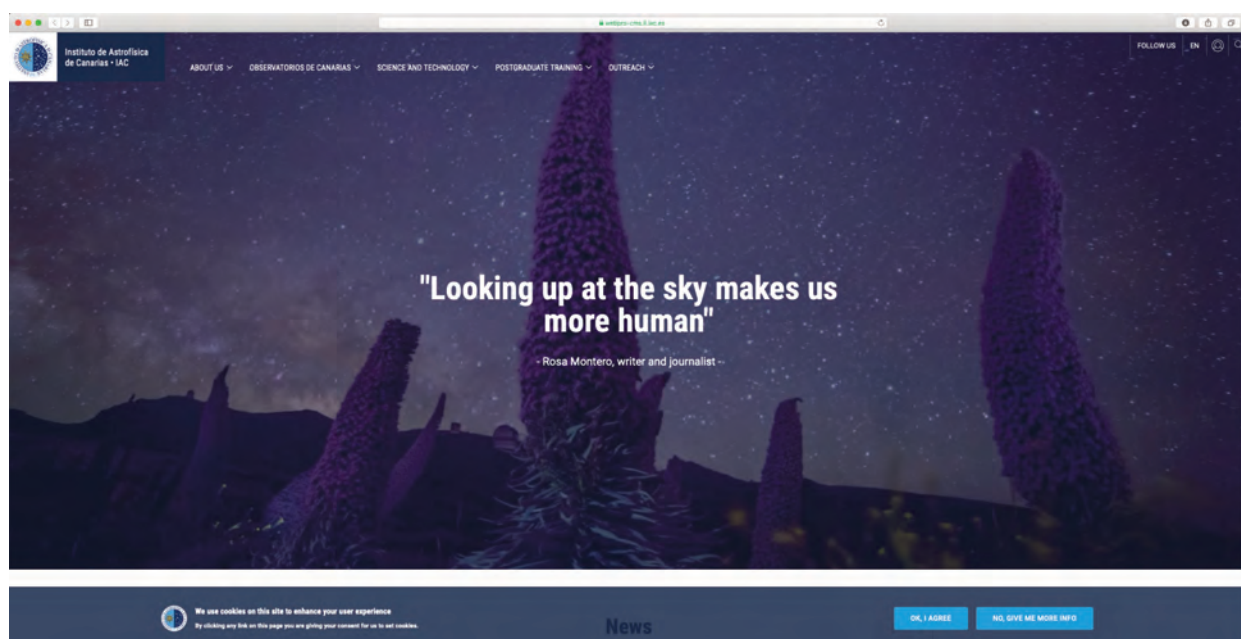 Instituto de Astrofísica
de Canarias • IAC
ABOUT US
OBSERVATORIOS DE CANARIAS
SCIENCE AND TECHNOLOGY
POSTGRADUATE TRAINING
OUTREACH
FOLLOW US
EN
"Looking up at the sky makes us
more human"
- Rosa Montero, writer and journalist -
We use cookies on this site to enhance your user experience
By clicking any link on this page you are giving your consent for us to set cookies.
OK, I AGREE
NO, GIVE ME MORE INFO
News